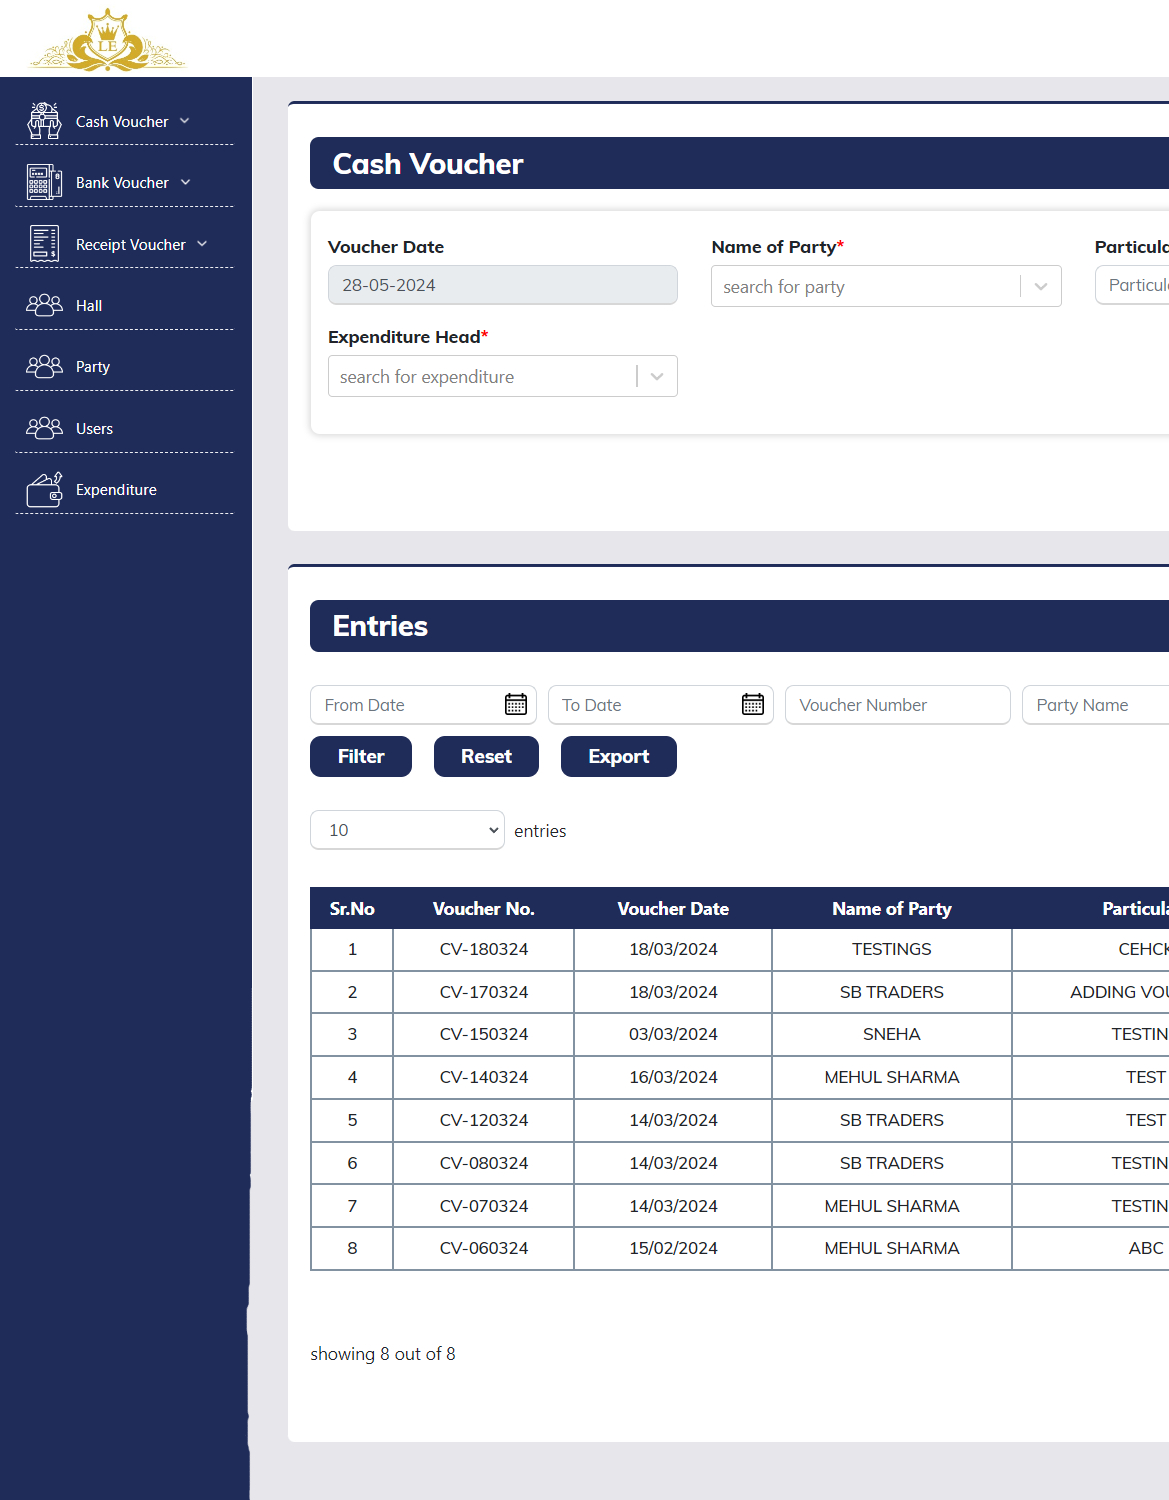 LE
Cash Voucher
Bank Voucher
Receipt Voucher
Hall
Party
Users
Expenditure
Cash Voucher
Voucher Date
Name of Party*
Particula
28-05-2024
search for party
Particul
Expenditure Head*
search for expenditure
Entries
From Date
To Date
Voucher Number
Party Name
Filter
Reset
Export
10
entries
Sr.No Voucher No. Voucher Date Name of Party Particula
1 CV-180324 18/03/2024 TESTINGS CEHCK
2 CV-170324 18/03/2024 SB TRADERS ADDING VOU
3 CV-150324 03/03/2024 SNEHA TESTIN
4 CV-140324 16/03/2024 MEHUL SHARMA TEST
5 CV-120324 14/03/2024 SB TRADERS TEST
6 CV-080324 14/03/2024 SB TRADERS TESTIN
7 CV-070324 14/03/2024 MEHUL SHARMA TESTIN
8 CV-060324 15/02/2024 MEHUL SHARMA ABC
showing 8 out of 8